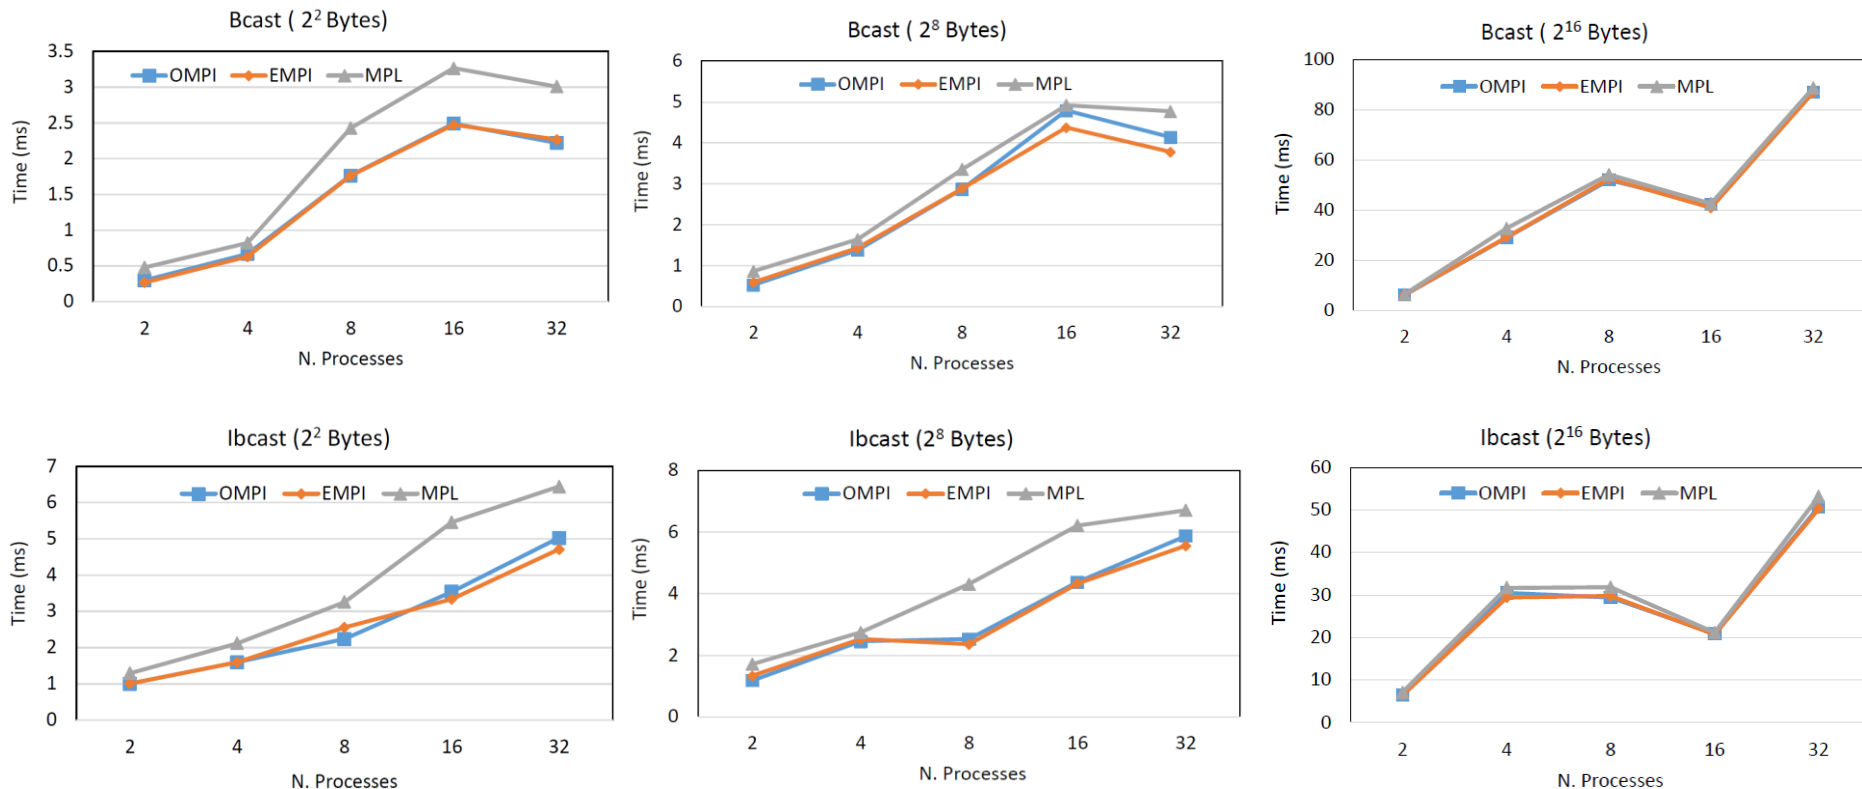 Bcast ( 2² Bytes)
3.5
3
2.5
2
1.5
1
0.5
0
Time (ms)
OMPI EMPI MPL
2 4 8 16 32
N. Processes
Bcast ( 2⁸ Bytes)
6
5
4
3
2
1
0
Time (ms)
OMPI EMPI MPL
2 4 8 16 32
N. Processes
Bcast ( 2¹⁶ Bytes)
100
80
60
40
20
0
Time (ms)
OMPI EMPI MPL
2 4 8 16 32
N. Processes
Ibcast (2² Bytes)
7
6
5
4
3
2
1
0
Time (ms)
OMPI EMPI MPL
2 4 8 16 32
N. Processes
Ibcast (2⁸ Bytes)
8
6
4
2
0
Time (ms)
OMPI EMPI MPL
2 4 8 16 32
N. Processes
Ibcast (2¹⁶ Bytes)
60
50
40
30
20
10
0
Time (ms)
OMPI EMPI MPL
2 4 8 16 32
N. Processes